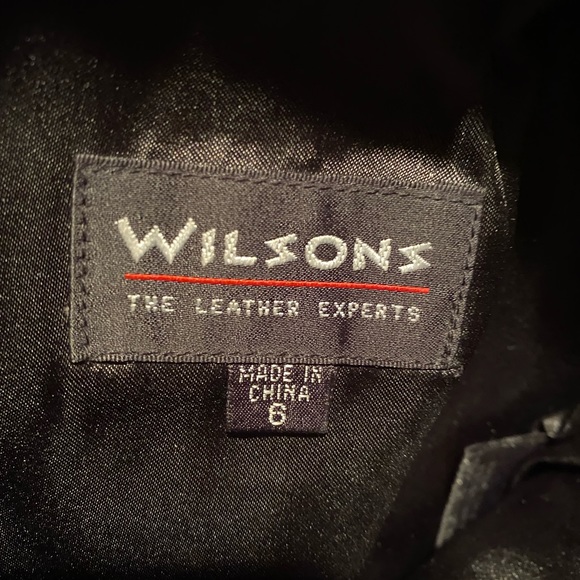 WILSONS
THE LEATHER EXPERTS
MADE IN
CHINA
6